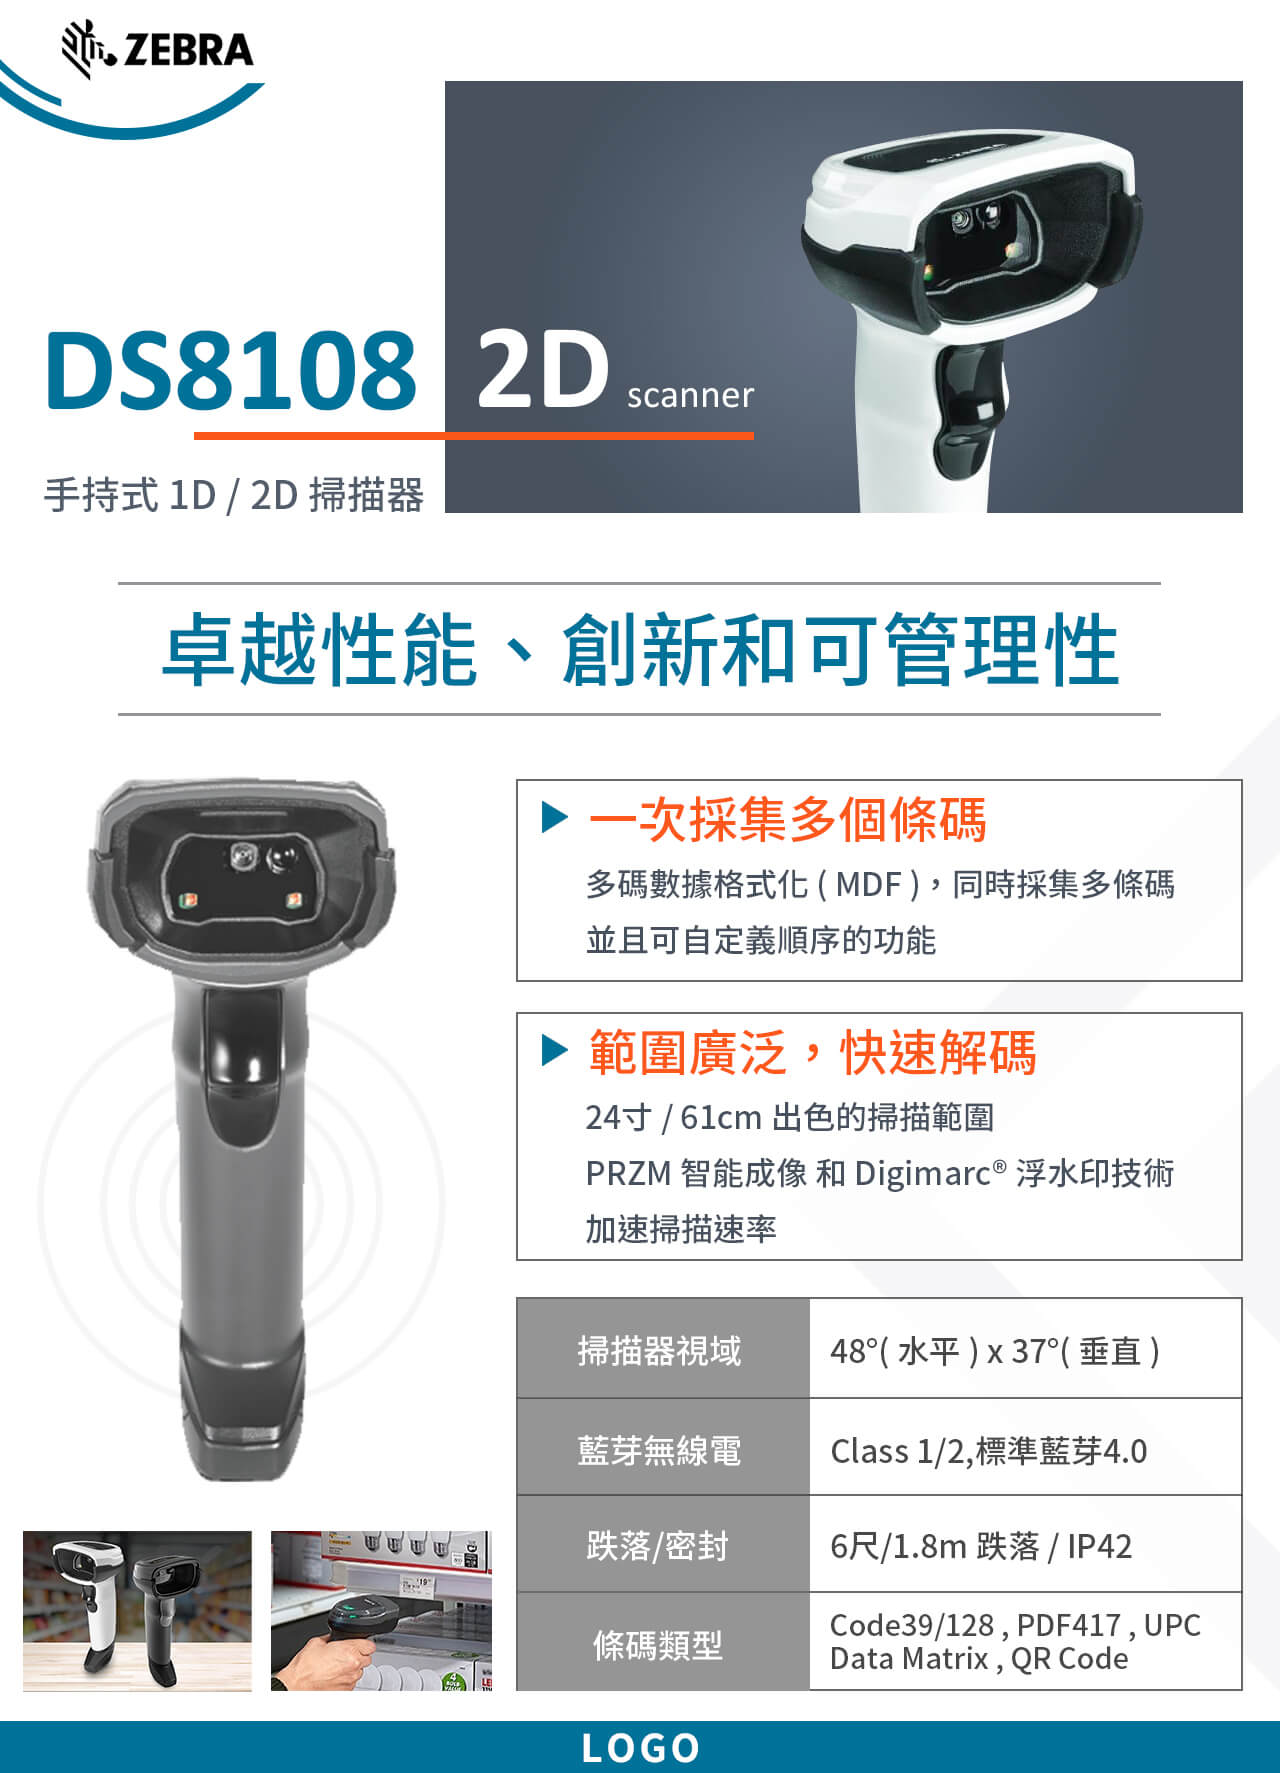 ZEBRA
DS8108 2D scanner
手持式 1D / 2D 掃描器
卓越性能、創新和可管理性
一次採集多個條碼
多碼數據格式化 ( MDF )，同時採集多條碼
並且可自定義順序的功能
範圍廣泛，快速解碼
24寸 / 61cm 出色的掃描範圍
PRZM 智能成像 和 Digimarc® 浮水印技術
加速掃描速率
掃描器視域 48°( 水平 ) x 37°( 垂直 )
藍芽無線電 Class 1/2,標準藍芽4.0
跌落/密封 6尺/1.8m 跌落 / IP42
條碼類型 Code39/128 , PDF417 , UPC
Data Matrix , QR Code
LOGO